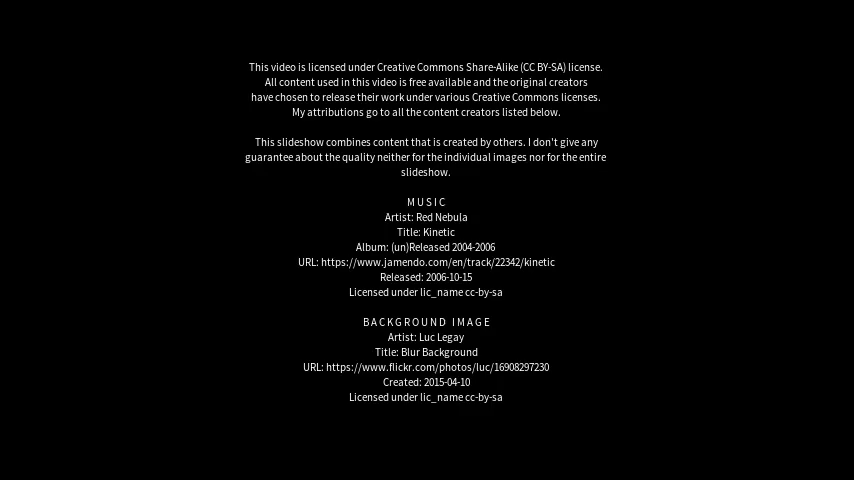 This video is licensed under Creative Commons Share-Alike (CC BY-SA) license.
All content used in this video is free available and the original creators
have chosen to release their work under various Creative Commons licenses.
My attributions go to all the content creators listed below.
This slideshow combines content that is created by others. I don't give any
guarantee about the quality neither for the individual images nor for the entire
slideshow.
MUSIC
Artist: Red Nebula
Title: Kinetic
Album: (un)Released 2004-2006
URL: https://www.jamendo.com/en/track/22342/kinetic
Released: 2006-10-15
Licensed under lic_name cc-by-sa
BACKGROUND IMAGE
Artist: Luc Legay
Title: Blur Background
URL: https://www.flickr.com/photos/luc/16908297230
Created: 2015-04-10
Licensed under lic_name cc-by-sa